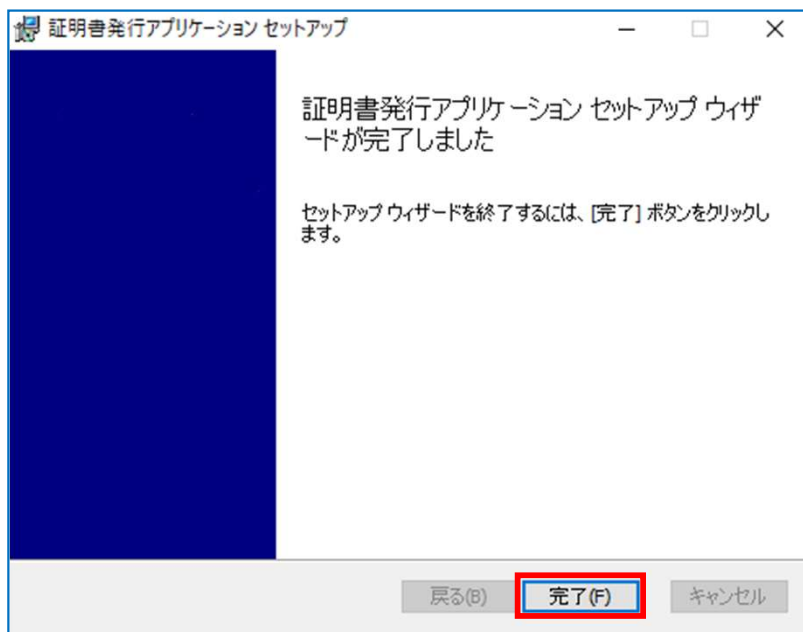 証明書発行アプリケーション セットアップ
証明書発行アプリケーション セットアップ ウィザ
ードが完了しました
セットアップ ウィザードを終了するには、[完了] ボタンをクリックし
ます。
戻る(B) 完了(F) キャンセル